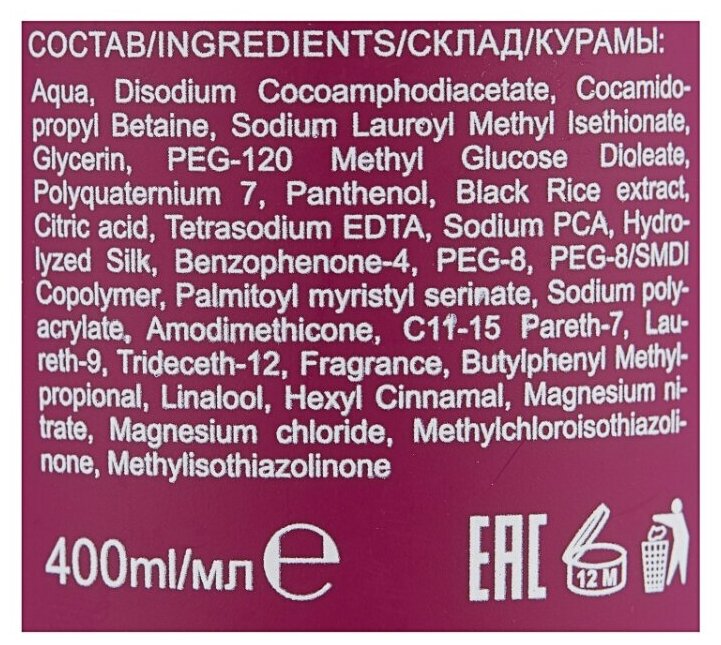 СОСТАВ/INGREDIENTS/СКЛАД/КУРАМЫ:
Aqua, Disodium Cocoamphodiacetate, Cocamido-
propyl Betaine, Sodium Lauroyl Methyl Isethionate,
Glycerin, PEG-120 Methyl Glucose Dioleate,
Polyquaternium 7, Panthenol, Black Rice extract,
Citric acid, Tetrasodium EDTA, Sodium PCA, Hydro-
lyzed Silk, Benzophenone-4, PEG-8, PEG-8/SMDI
Copolymer, Palmitoyl myristyl serinate, Sodium poly-
acrylate, Amodimethicone, C11-15 Pareth-7, Lau-
reth-9, Trideceth-12, Fragrance, Butylphenyl Methyl-
propional, Linalool, Hexyl Cinnamal, Magnesium ni-
trate, Magnesium chloride, Methylchloroisothiazoli-
none, Methylisothiazolinone
400ml/мл e EAC 12 M